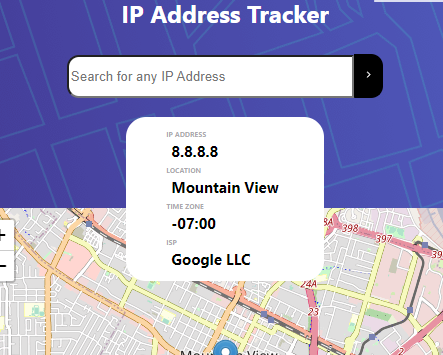 IP Address Tracker
Search for any IP Address
IP ADDRESS
8.8.8.8
LOCATION
Mountain View
TIME ZONE
-07:00
ISP
Google LLC
+
−
398
397
24A
23
Mountain View